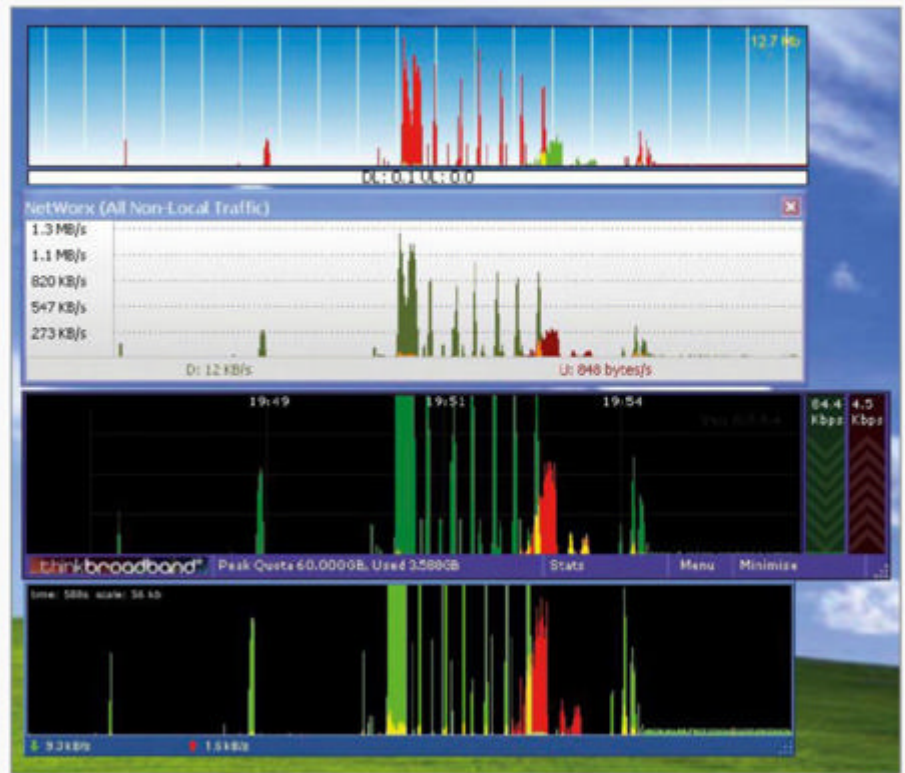 12.7 Mb
DL: 0.1 UL: 0.0
NetWorx (All Non-Local Traffic)
1.3 MB/s
1.1 MB/s
820 KB/s
547 KB/s
273 KB/s
D: 12 KB/s U: 848 bytes/s
19:49 19:51 19:54
84.4 4.5
Kbps Kbps
thinkbroadband Peak Quota 60.000GB, Used 3.588GB Stats Menu Minimise
time: 588s scale: 56 kb
9.3 kB/s 1.6 kB/s